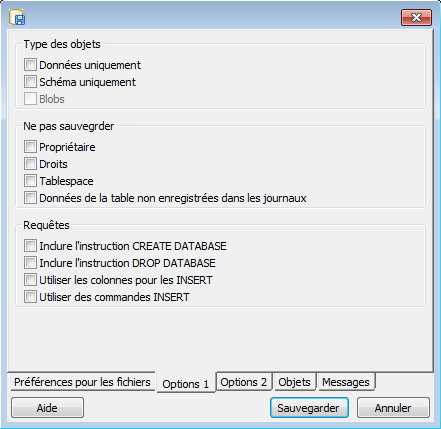 Type des objets
Données uniquement
Schéma uniquement
Blobs
Ne pas sauvegrder
Propriétaire
Droits
Tablespace
Données de la table non enregistrées dans les journaux
Requêtes
Inclure l'instruction CREATE DATABASE
Inclure l'instruction DROP DATABASE
Utiliser les colonnes pour les INSERT
Utiliser des commandes INSERT
Préférences pour les fichiers Options 1 Options 2 Objets Messages
Aide Sauvegarder Annuler